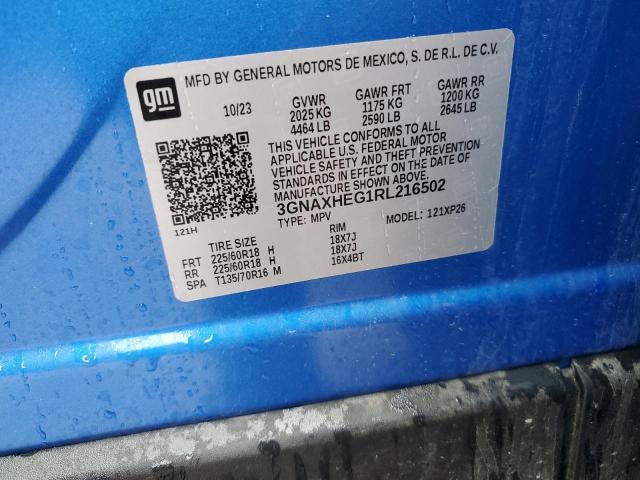 MFD BY GENERAL MOTORS DE MEXICO, S. DE R.L. DE C.V.
gm
10/23 GVWR GAWR FRT GAWR RR
2025 KG 1175 KG 1200 KG
4464 LB 2590 LB 2645 LB
THIS VEHICLE CONFORMS TO ALL
APPLICABLE U.S. FEDERAL MOTOR
VEHICLE SAFETY AND THEFT PREVENTION
STANDARDS IN EFFECT ON THE DATE OF
MANUFACTURE SHOWN ABOVE.
3GNAXHEG1RL216502
121H
TYPE: MPV MODEL: 121XP26
TIRE SIZE RIM
FRT 225/60R18 H 18X7J
RR 225/60R18 H 18X7J
SPA T135/70R16 M 16X4BT